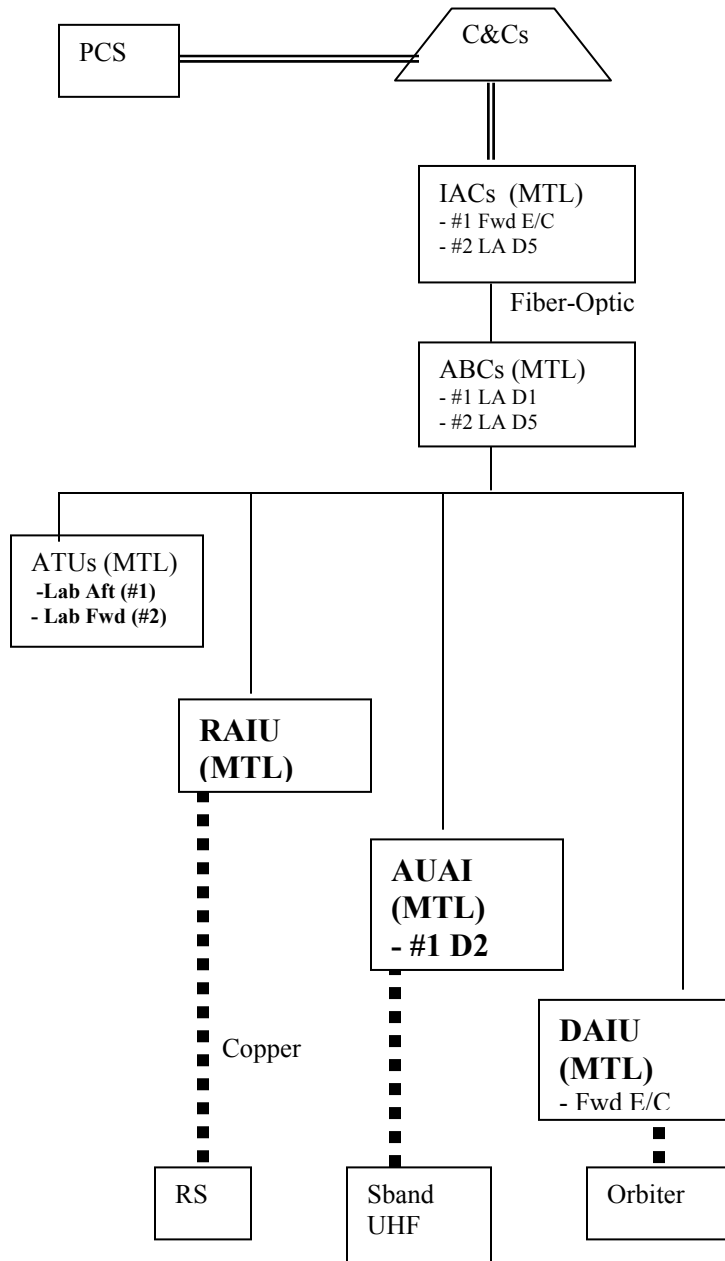 PCS
C&Cs
IACs (MTL)
- #1 Fwd E/C
- #2 LA D5
Fiber-Optic
ABCs (MTL)
- #1 LA D1
- #2 LA D5
ATUs (MTL)
-Lab Aft (#1)
- Lab Fwd (#2)
RAIU
(MTL)
AUAI
(MTL)
- #1 D2
Copper
DAIU
(MTL)
- Fwd E/C
RS
Sband
UHF
Orbiter